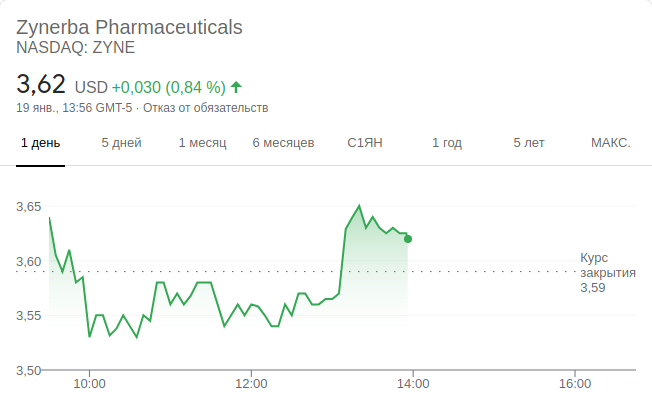 Zynerba Pharmaceuticals
NASDAQ: ZYNE
3,62 USD +0,030 (0,84 %)
19 янв., 13:56 GMT-5 · Отказ от обязательств
1 день 5 дней 1 месяц 6 месяцев С1ЯН 1 год 5 лет МАКС.
3,65
3,60
3,55
3,50
Курс
закрытия
3,59
10:00 12:00 14:00 16:00